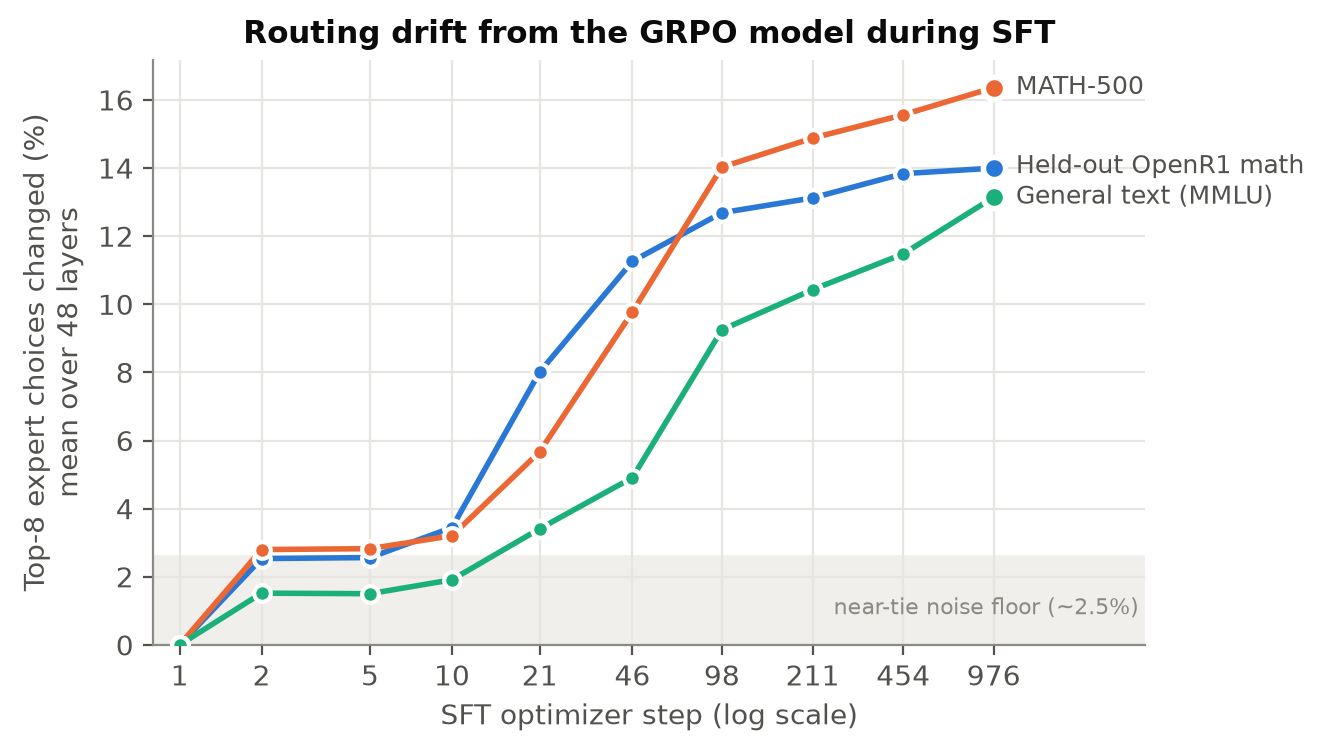 Routing drift from the GRPO model during SFT
Top-8 expert choices changed (%)
mean over 48 layers
16
14
12
10
8
6
4
2
0
MATH-500
Held-out OpenR1 math
General text (MMLU)
near-tie noise floor (~2.5%)
1 2 5 10 21 46 98 211 454 976
SFT optimizer step (log scale)